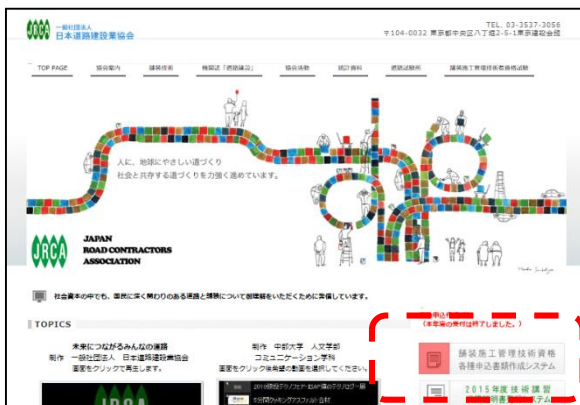 JRCA 一般社団法人
日本道路建設業協会
TEL. 03-3537-3056
〒104-0032 東京都中央区八丁堀2-5-1東京建設会館
TOP PAGE 協会案内 舗装技術 機関誌「道路建設」 協会活動 統計資料 道路試験所 舗装施工管理技術者資格試験
人に、地球にやさしい道づくり
社会と共存する道づくりを力強く進めています。
JRCA
JAPAN
ROAD CONTRACTORS
ASSOCIATION
社会資本の中でも、国民に深く関わりのある道路と舗装について御理解をいただくために発信しています。
TOPICS
未来につながるみんなの道路
制作 一般社団法人 日本道路建設業協会
画面をクリックで再生します。
制作 中部大学 人文学部
コミュニケーション学科
画面をクリック後希望の動画を選択してください。
(本年度の受付は終了しました。)
舗装施工管理技術資格
各種申込書類作成システム
2015年度技術講習